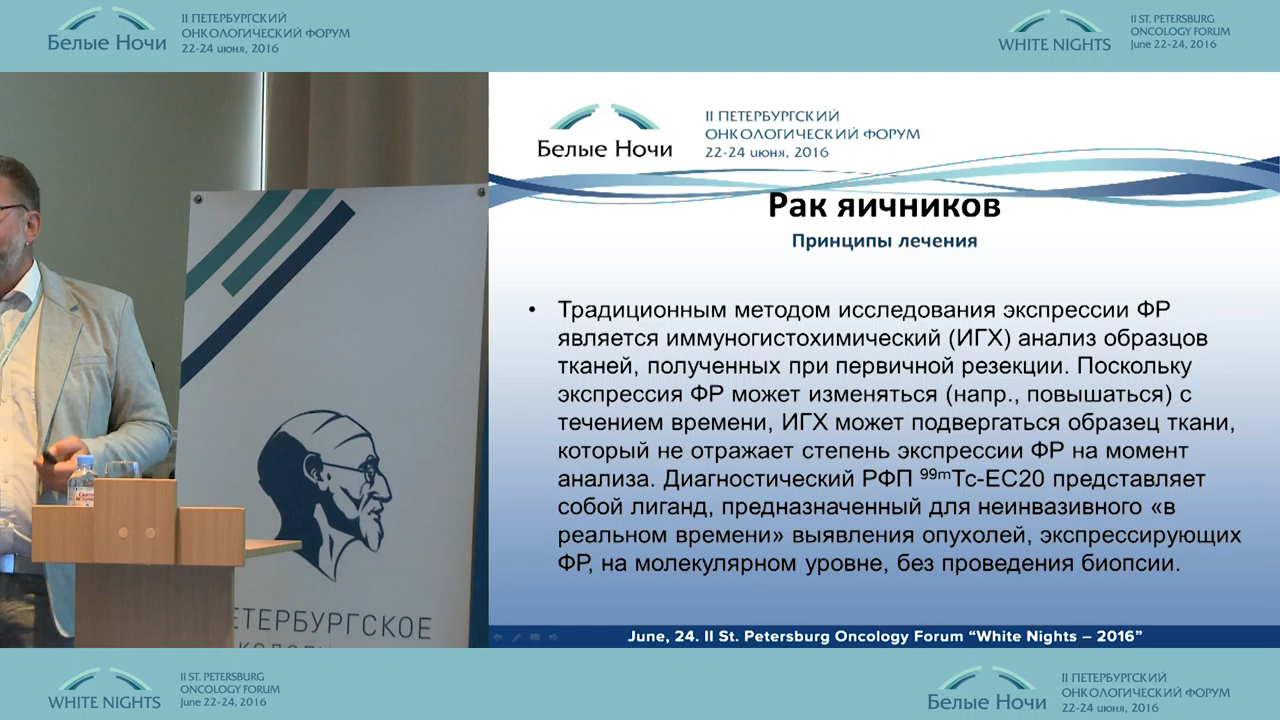 Белые Ночи
II ПЕТЕРБУРГСКИЙ
ОНКОЛОГИЧЕСКИЙ ФОРУМ
22-24 июня, 2016
WHITE NIGHTS
II ST. PETERSBURG
ONCOLOGY FORUM
June 22-24, 2016
Белые Ночи
II ПЕТЕРБУРГСКИЙ
ОНКОЛОГИЧЕСКИЙ ФОРУМ
22-24 июня, 2016
Рак яичников
Принципы лечения
• Традиционным методом исследования экспрессии ФР
является иммуногистохимический (ИГХ) анализ образцов
тканей, полученных при первичной резекции. Поскольку
экспрессия ФР может изменяться (напр., повышаться) с
течением времени, ИГХ может подвергаться образец ткани,
который не отражает степень экспрессии ФР на момент
анализа. Диагностический РФП ⁹⁹ᵐTc-EC20 представляет
собой лиганд, предназначенный для неинвазивного «в
реальном времени» выявления опухолей, экспрессирующих
ФР, на молекулярном уровне, без проведения биопсии.
June, 24. II St. Petersburg Oncology Forum “White Nights – 2016”
ЕТЕРБУРГСКОЕ
WHITE NIGHTS
II ST. PETERSBURG
ONCOLOGY FORUM
June 22-24, 2016
Белые Ночи
II ПЕТЕРБУРГСКИЙ
ОНКОЛОГИЧЕСКИЙ ФОРУМ
22-24 июня, 2016